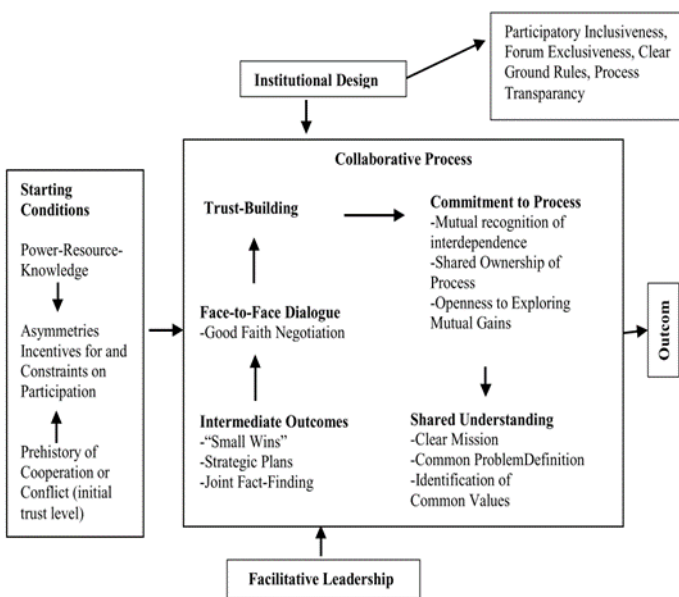 Participatory Inclusiveness,
Forum Exclusiveness, Clear
Ground Rules, Process
Transparancy
Institutional Design
Starting
Conditions
Power-Resource-
Knowledge
Asymmetries
Incentives for and
Constraints on
Participation
Prehistory of
Cooperation or
Conflict (initial
trust level)
Collaborative Process
Trust-Building
Commitment to Process
-Mutual recognition of
interdependence
-Shared Ownership of
Process
-Openness to Exploring
Mutual Gains
Face-to-Face Dialogue
-Good Faith Negotiation
Intermediate Outcomes
-“Small Wins”
-Strategic Plans
-Joint Fact-Finding
Shared Understanding
-Clear Mission
-Common ProblemDefinition
-Identification of
Common Values
Outcom
Facilitative Leadership